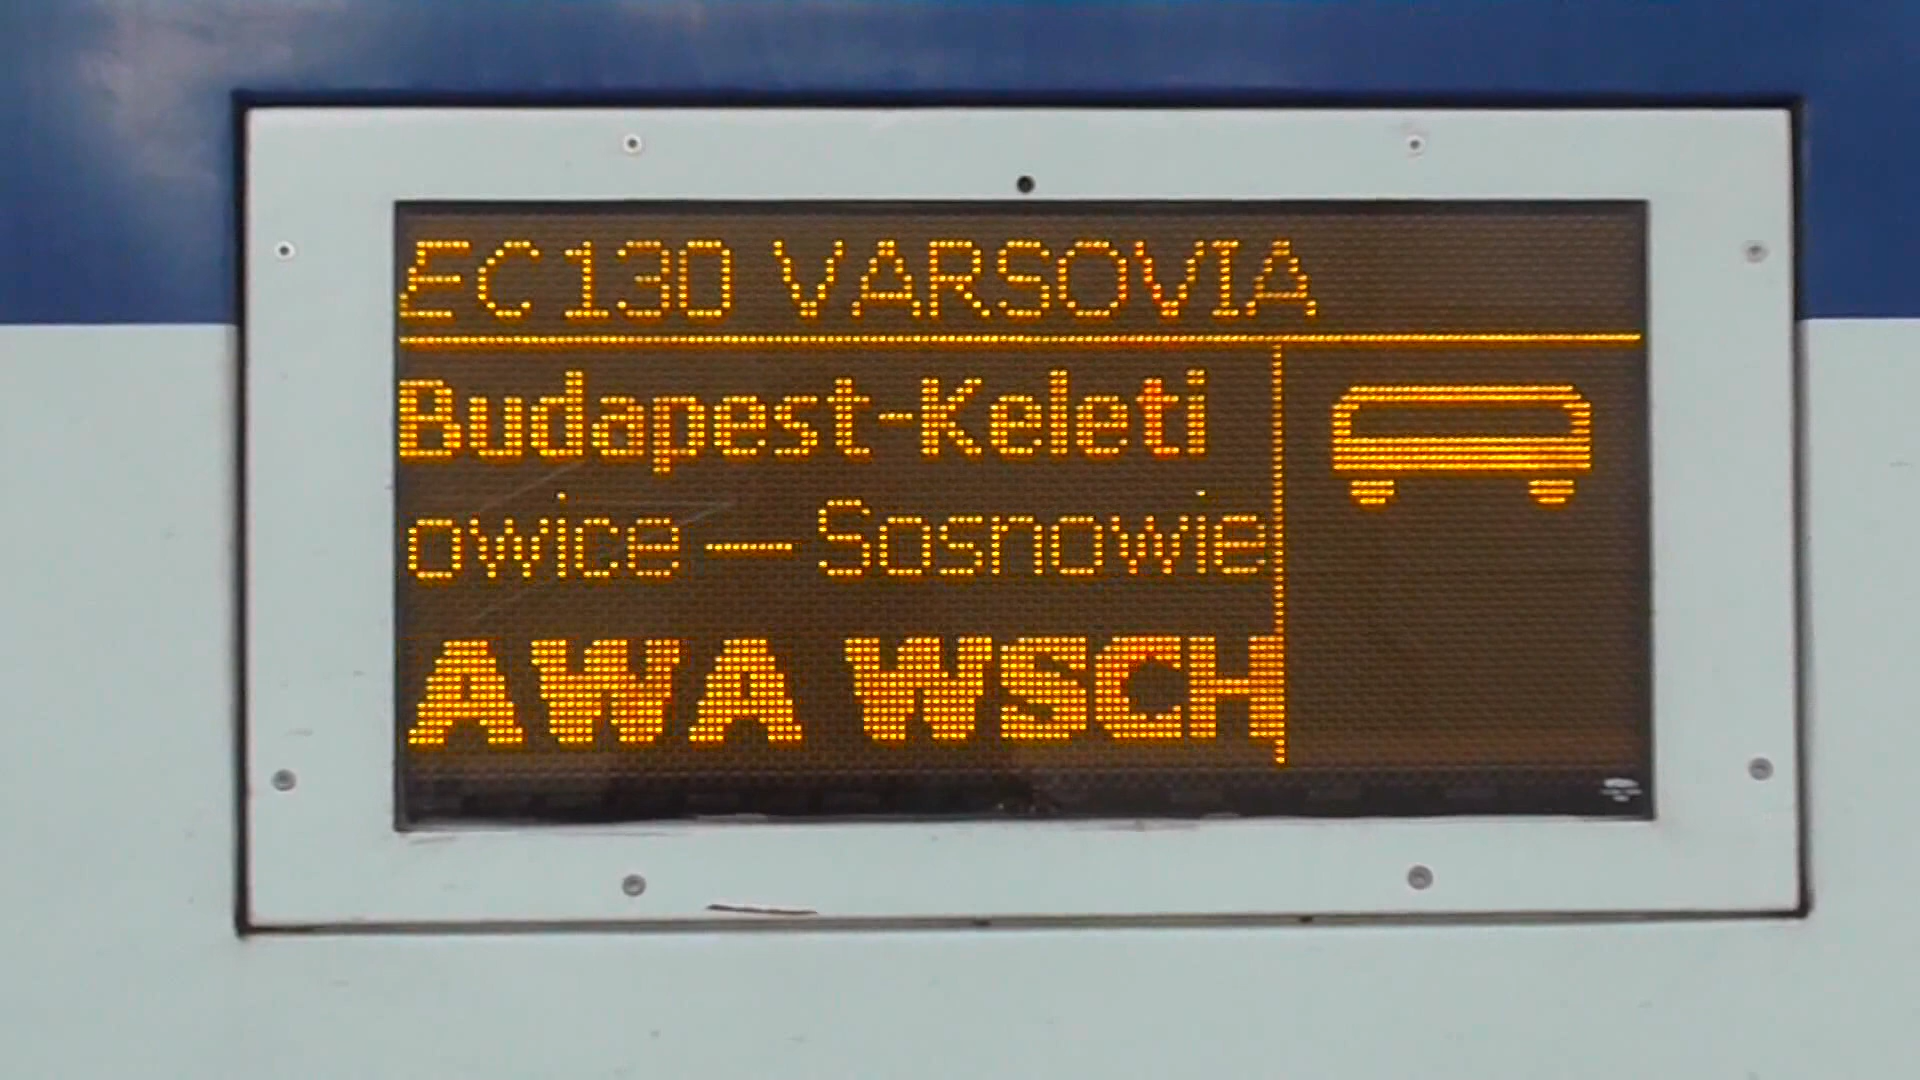 EC 130 VARSOVIA
Budapest-Keleti
owice — Sosnowie
AWA WSCH